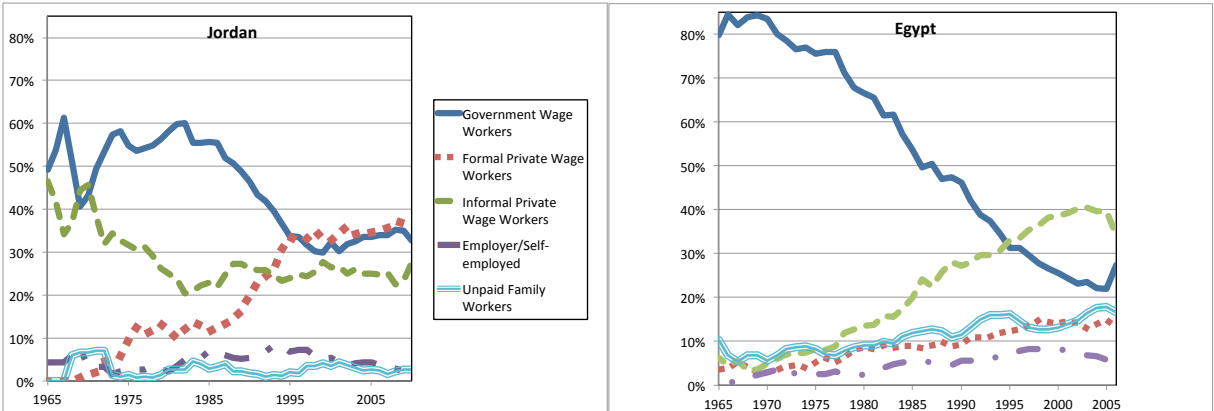 Jordan
80%
70%
60%
50%
40%
30%
20%
10%
0%
1965 1975 1985 1995 2005
Government Wage
Workers
Formal Private Wage
Workers
Informal Private
Wage Workers
Employer/Self-
employed
Unpaid Family
Workers
Egypt
80%
70%
60%
50%
40%
30%
20%
10%
0%
1965 1970 1975 1980 1985 1990 1995 2000 2005